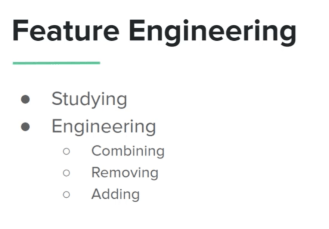 Feature Engineering
● Studying
● Engineering
○ Combining
○ Removing
○ Adding